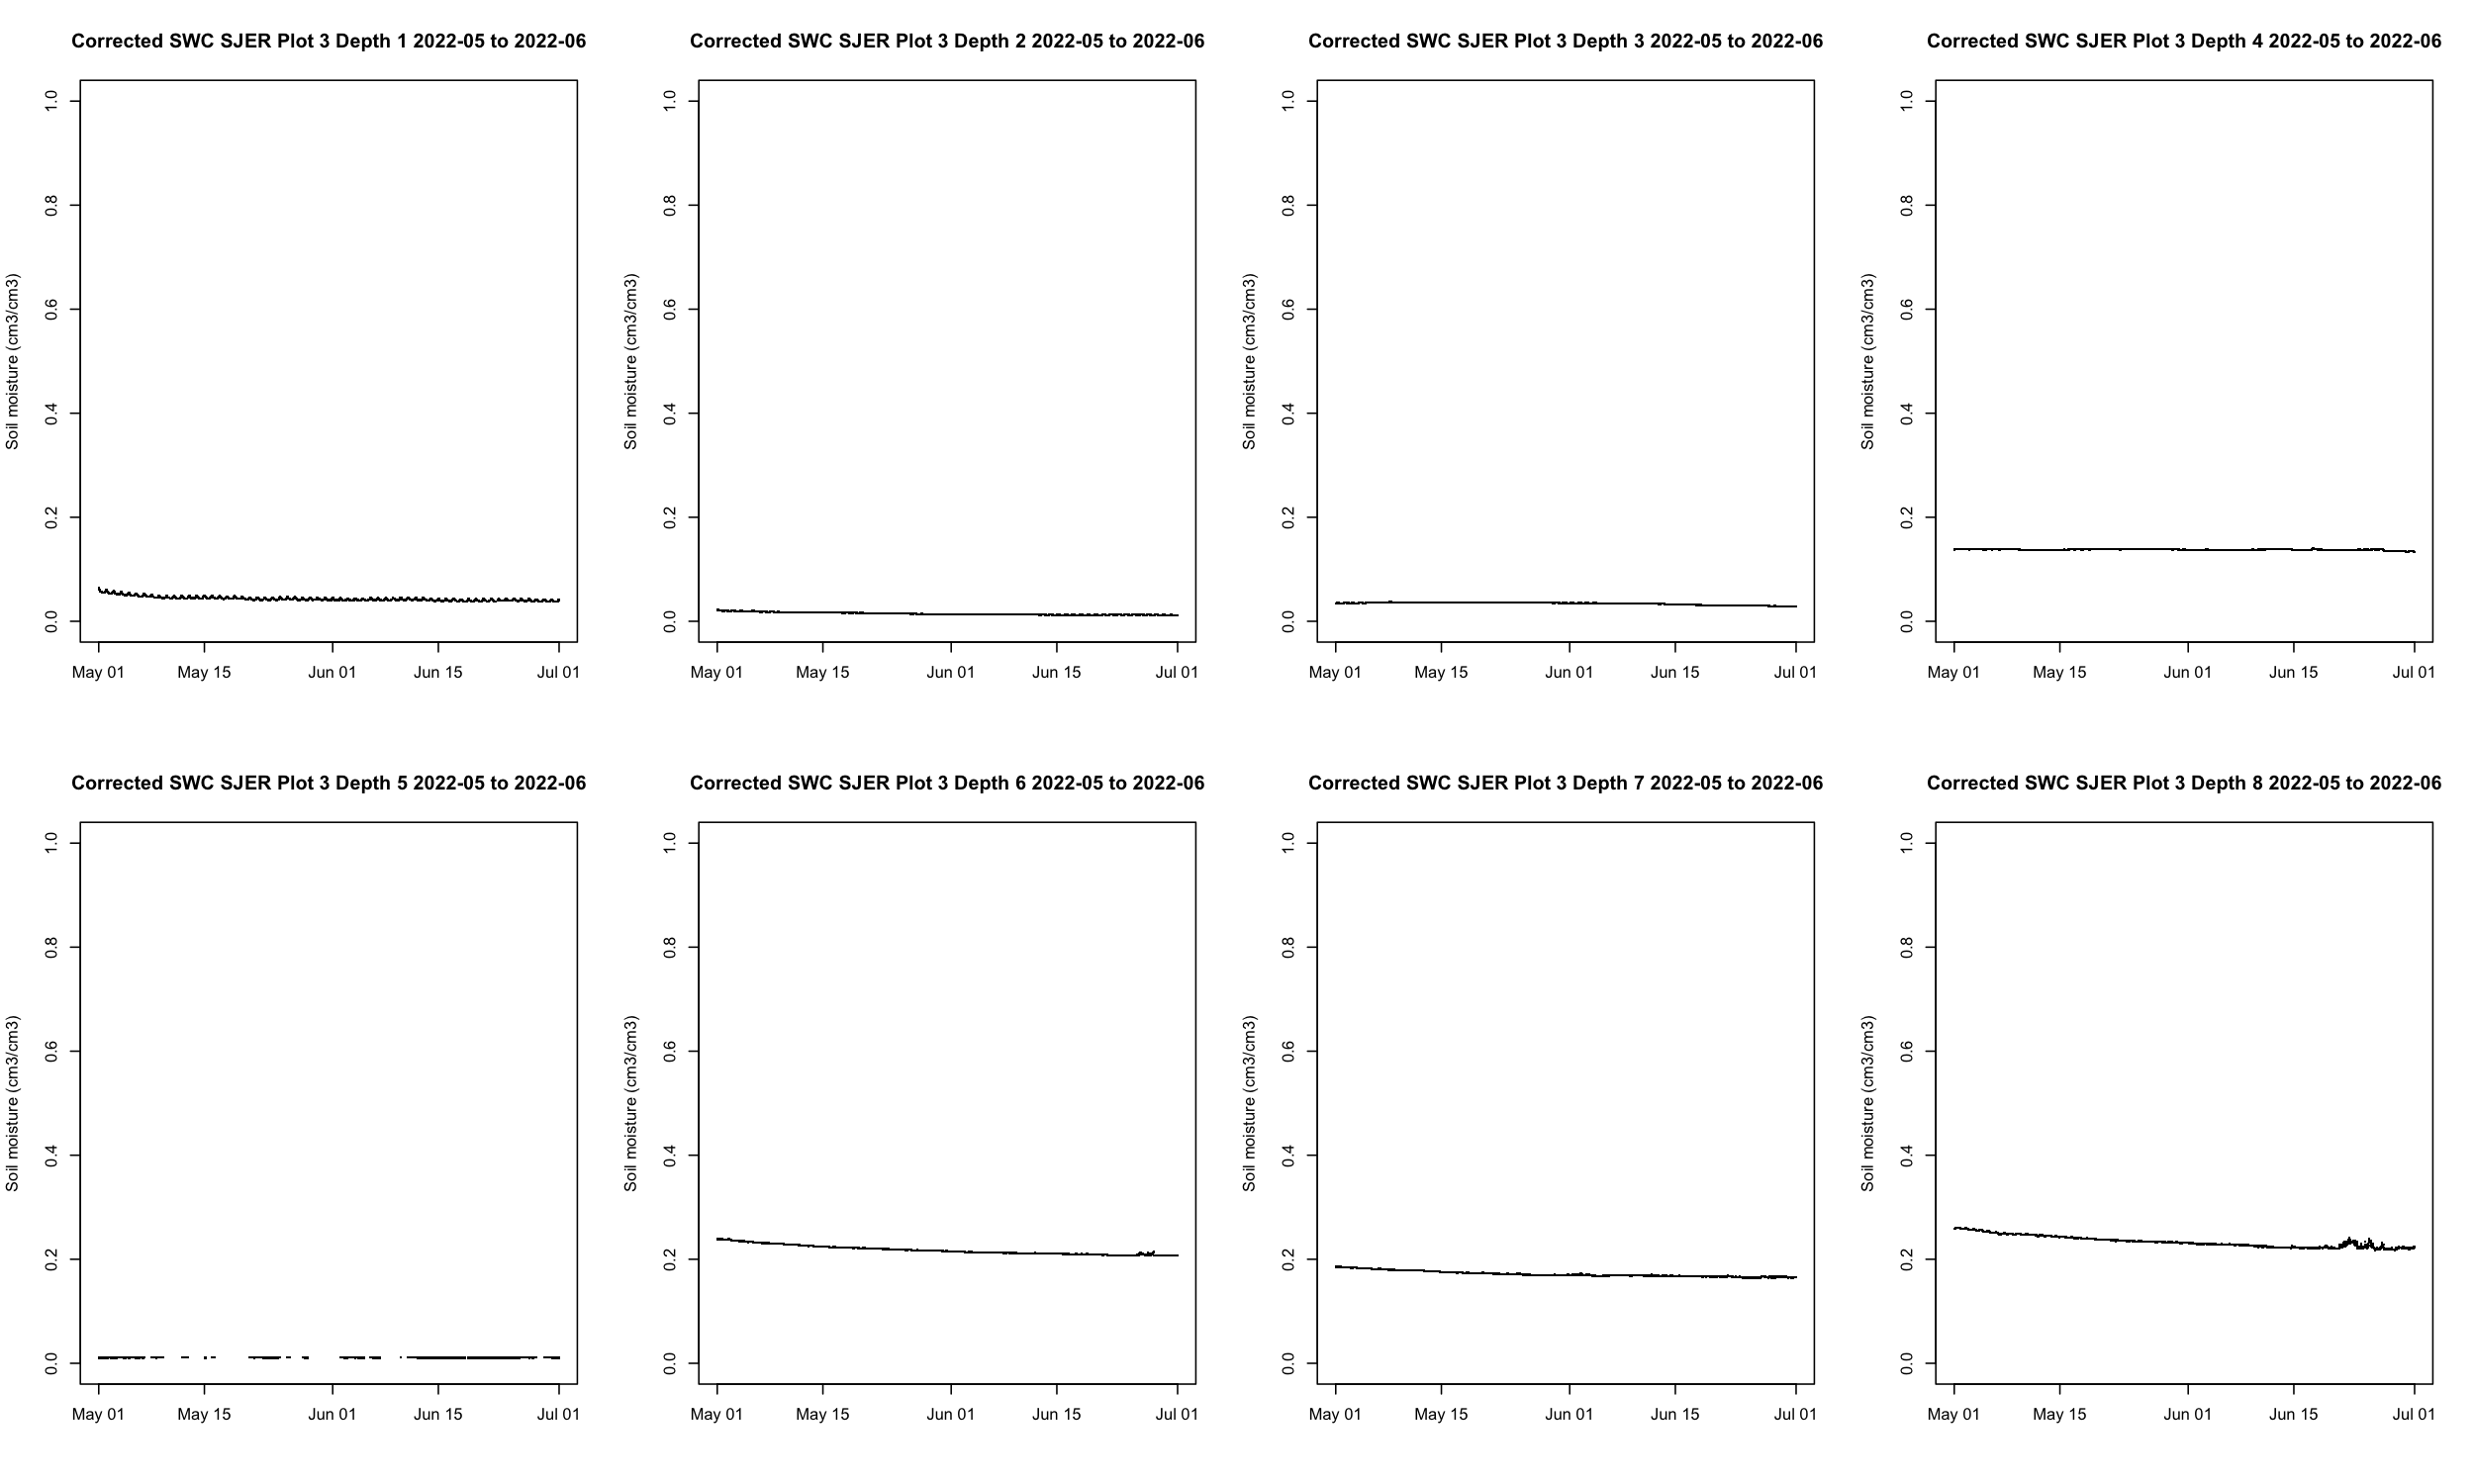 Corrected SWC SJER Plot 3 Depth 1 2022-05 to 2022-06
Soil moisture (cm3/cm3)
1.0
0.8
0.6
0.4
0.2
0.0
May 01 May 15 Jun 01 Jun 15 Jul 01
Corrected SWC SJER Plot 3 Depth 2 2022-05 to 2022-06
Soil moisture (cm3/cm3)
1.0
0.8
0.6
0.4
0.2
0.0
May 01 May 15 Jun 01 Jun 15 Jul 01
Corrected SWC SJER Plot 3 Depth 3 2022-05 to 2022-06
Soil moisture (cm3/cm3)
1.0
0.8
0.6
0.4
0.2
0.0
May 01 May 15 Jun 01 Jun 15 Jul 01
Corrected SWC SJER Plot 3 Depth 4 2022-05 to 2022-06
Soil moisture (cm3/cm3)
1.0
0.8
0.6
0.4
0.2
0.0
May 01 May 15 Jun 01 Jun 15 Jul 01
Corrected SWC SJER Plot 3 Depth 5 2022-05 to 2022-06
Soil moisture (cm3/cm3)
1.0
0.8
0.6
0.4
0.2
0.0
May 01 May 15 Jun 01 Jun 15 Jul 01
Corrected SWC SJER Plot 3 Depth 6 2022-05 to 2022-06
Soil moisture (cm3/cm3)
1.0
0.8
0.6
0.4
0.2
0.0
May 01 May 15 Jun 01 Jun 15 Jul 01
Corrected SWC SJER Plot 3 Depth 7 2022-05 to 2022-06
Soil moisture (cm3/cm3)
1.0
0.8
0.6
0.4
0.2
0.0
May 01 May 15 Jun 01 Jun 15 Jul 01
Corrected SWC SJER Plot 3 Depth 8 2022-05 to 2022-06
Soil moisture (cm3/cm3)
1.0
0.8
0.6
0.4
0.2
0.0
May 01 May 15 Jun 01 Jun 15 Jul 01